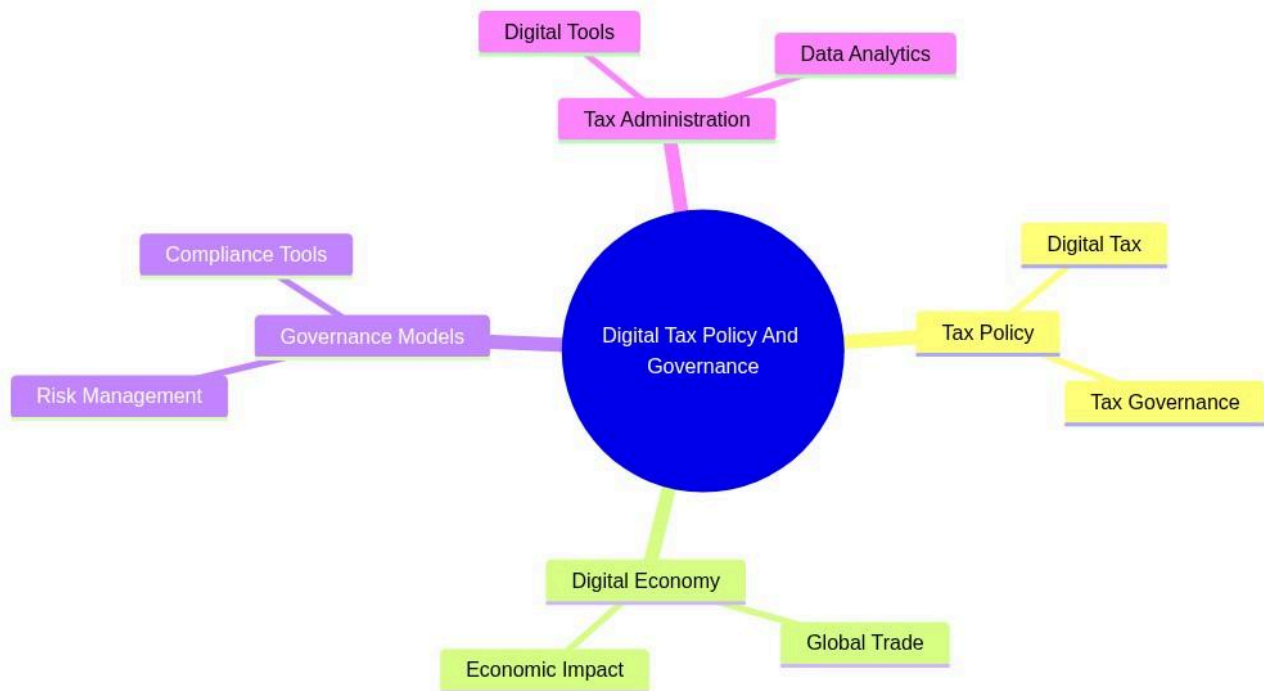 Digital Tools
Data Analytics
Tax Administration
Digital Tax
Compliance Tools
Tax Policy
Governance Models
Digital Tax Policy And
Governance
Risk Management
Tax Governance
Digital Economy
Global Trade
Economic Impact